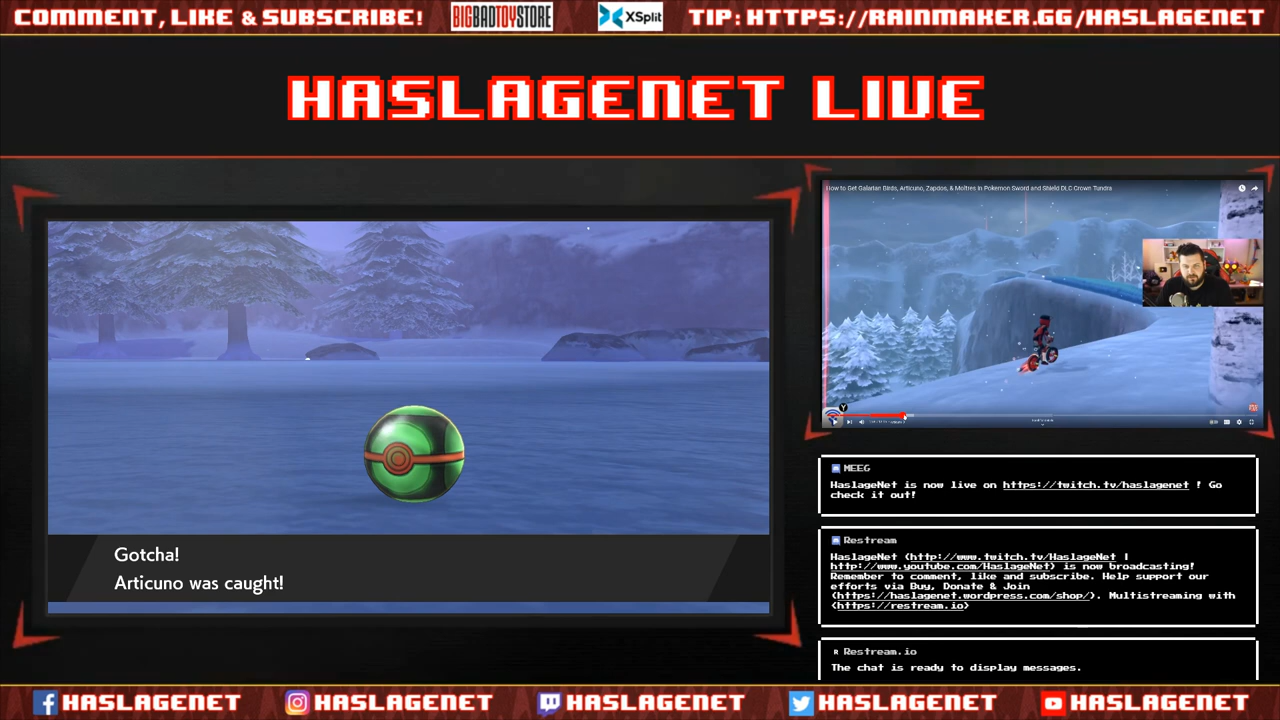 COMMENT, LIKE & SUBSCRIBE!
BIGBADTOYSTORE
XSplit
TIP: HTTPS://RAINMAKER.GG/HASLAGENET
HASLAGENET LIVE
How to Get Galarian Birds, Articuno, Zapdos, & Moltres in Pokemon Sword and Shield DLC Crown Tundra
Y
Gotcha!
Articuno was caught!
MEEG
HaslageNet is now live on https://twitch.tv/haslagenet ! Go
check it out!
Restream
HaslageNet (http://www.twitch.tv/HaslageNet |
http://www.youtube.com/HaslageNet) is now broadcasting!
Remember to comment, like and subscribe. Help support our
efforts via Buy, Donate & Join
(https://haslagenet.wordpress.com/shop/). Multistreaming with
(https://restream.io)
R Restream.io
The chat is ready to display messages.
HASLAGENET
HASLAGENET
HASLAGENET
HASLAGENET
HASLAGENET